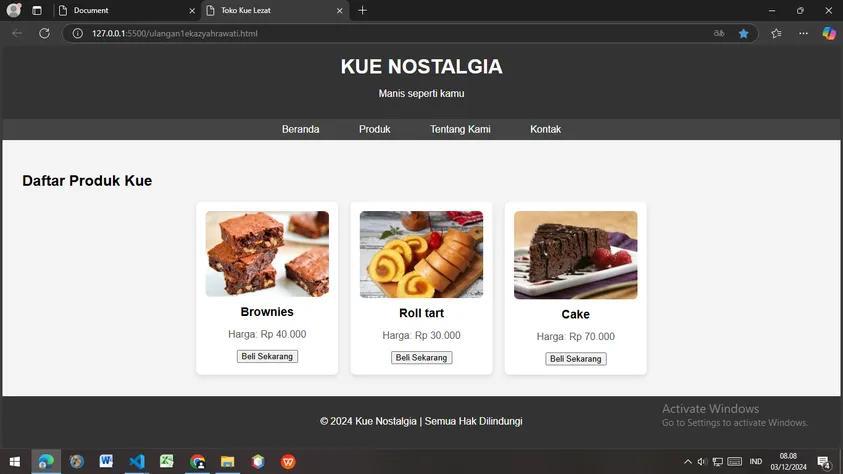 Document
Toko Kue Lezat
127.0.0.1:5500/ulangan1ekazyahrawati.html
KUE NOSTALGIA
Manis seperti kamu
Beranda Produk Tentang Kami Kontak
Daftar Produk Kue
Brownies
Harga: Rp 40.000
Beli Sekarang
Roll tart
Harga: Rp 30.000
Beli Sekarang
Cake
Harga: Rp 70.000
Beli Sekarang
© 2024 Kue Nostalgia | Semua Hak Dilindungi
Activate Windows
Go to Settings to activate Windows.
IND
08.08
03/12/2024
4